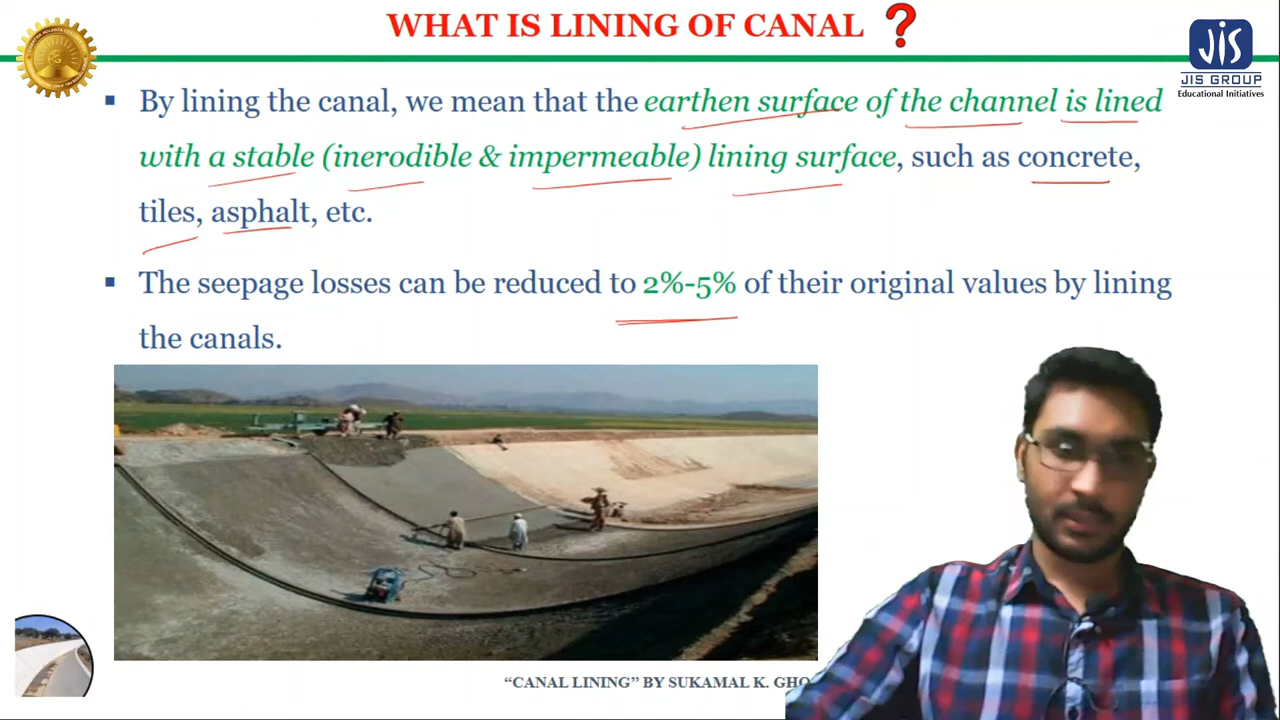 WHAT IS LINING OF CANAL ?
JIS
JIS GROUP
Educational Initiatives
▪ By lining the canal, we mean that the earthen surface of the channel is lined
with a stable (inerodible & impermeable) lining surface, such as concrete,
tiles, asphalt, etc.
▪ The seepage losses can be reduced to 2%-5% of their original values by lining
the canals.
“CANAL LINING” BY SUKAMAL K. GHO